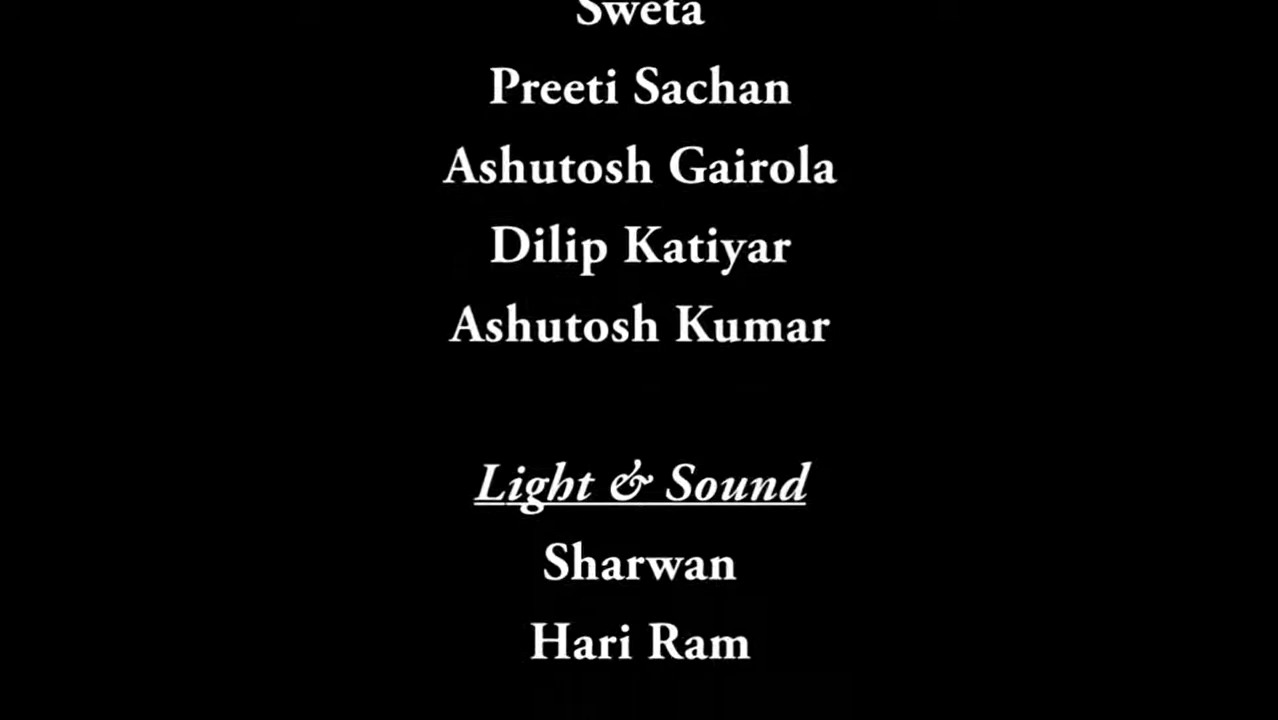 Sweta
Preeti Sachan
Ashutosh Gairola
Dilip Katiyar
Ashutosh Kumar
Light & Sound
Sharwan
Hari Ram